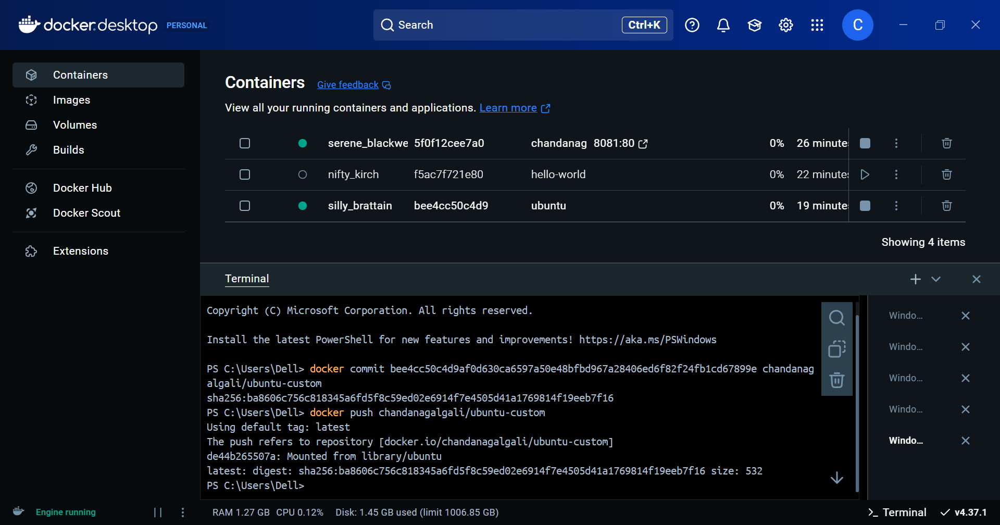 docker.desktop PERSONAL
Search Ctrl+K
C
Containers
Images
Volumes
Builds
Docker Hub
Docker Scout
Extensions
Containers Give feedback
View all your running containers and applications. Learn more
serene_blackwe 5f0f12cee7a0 chandanag 8081:80 0% 26 minutes
nifty_kirch f5ac7f721e80 hello-world 0% 22 minutes
silly_brattain bee4cc50c4d9 ubuntu 0% 19 minutes
Showing 4 items
Terminal
Copyright (C) Microsoft Corporation. All rights reserved.
Install the latest PowerShell for new features and improvements! https://aka.ms/PSWindows
PS C:\Users\Dell> docker commit bee4cc50c4d9af0d630ca6597a50e48bfbd967a28406ed6f82f24fb1cd67899e chandanag
algali/ubuntu-custom
sha256:ba8606c756c818345a6fd5f8c59ed02e6914f7e4505d41a1769814f19eeb7f16
PS C:\Users\Dell> docker push chandanagalgali/ubuntu-custom
Using default tag: latest
The push refers to repository [docker.io/chandanagalgali/ubuntu-custom]
de44b265507a: Mounted from library/ubuntu
latest: digest: sha256:ba8606c756c818345a6fd5f8c59ed02e6914f7e4505d41a1769814f19eeb7f16 size: 532
PS C:\Users\Dell>
Windo...
Windo...
Windo...
Windo...
Windo...
Engine running
RAM 1.27 GB CPU 0.12% Disk: 1.45 GB used (limit 1006.85 GB)
Terminal v4.37.1